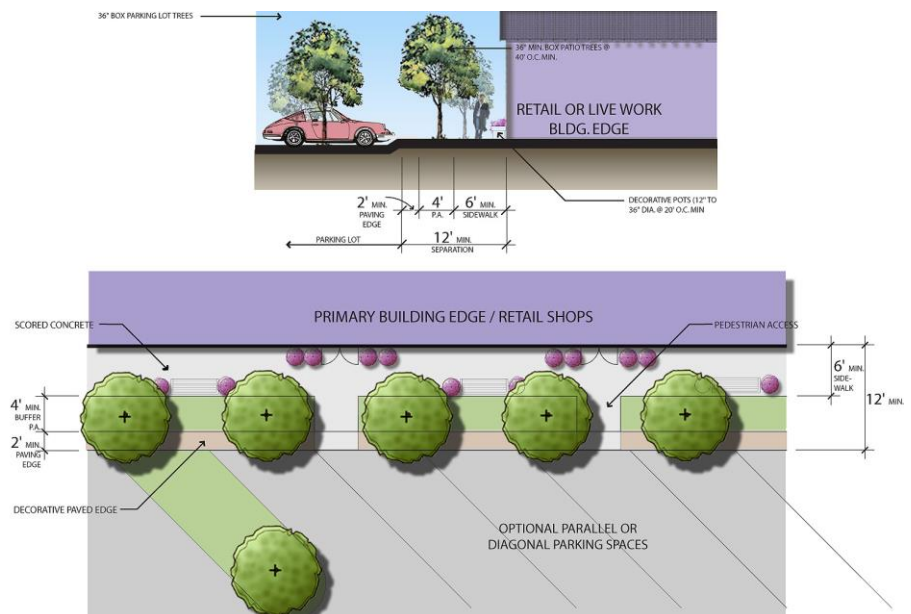 36" BOX PARKING LOT TREES
36" MIN. BOX PATIO TREES @
40' O.C. MIN.
RETAIL OR LIVE WORK
BLDG. EDGE
DECORATIVE POTS (12" TO
36" DIA. @ 20' O.C. MIN
2' MIN.
PAVING
EDGE
4'
P.A.
6' MIN.
SIDEWALK
PARKING LOT
12' MIN.
SEPARATION
PRIMARY BUILDING EDGE / RETAIL SHOPS
SCORED CONCRETE
PEDESTRIAN ACCESS
6'
MIN.
SIDE-
WALK
12' MIN.
4'
MIN.
BUFFER
P.A.
2'
MIN.
PAVING
EDGE
DECORATIVE PAVED EDGE
OPTIONAL PARALLEL OR
DIAGONAL PARKING SPACES